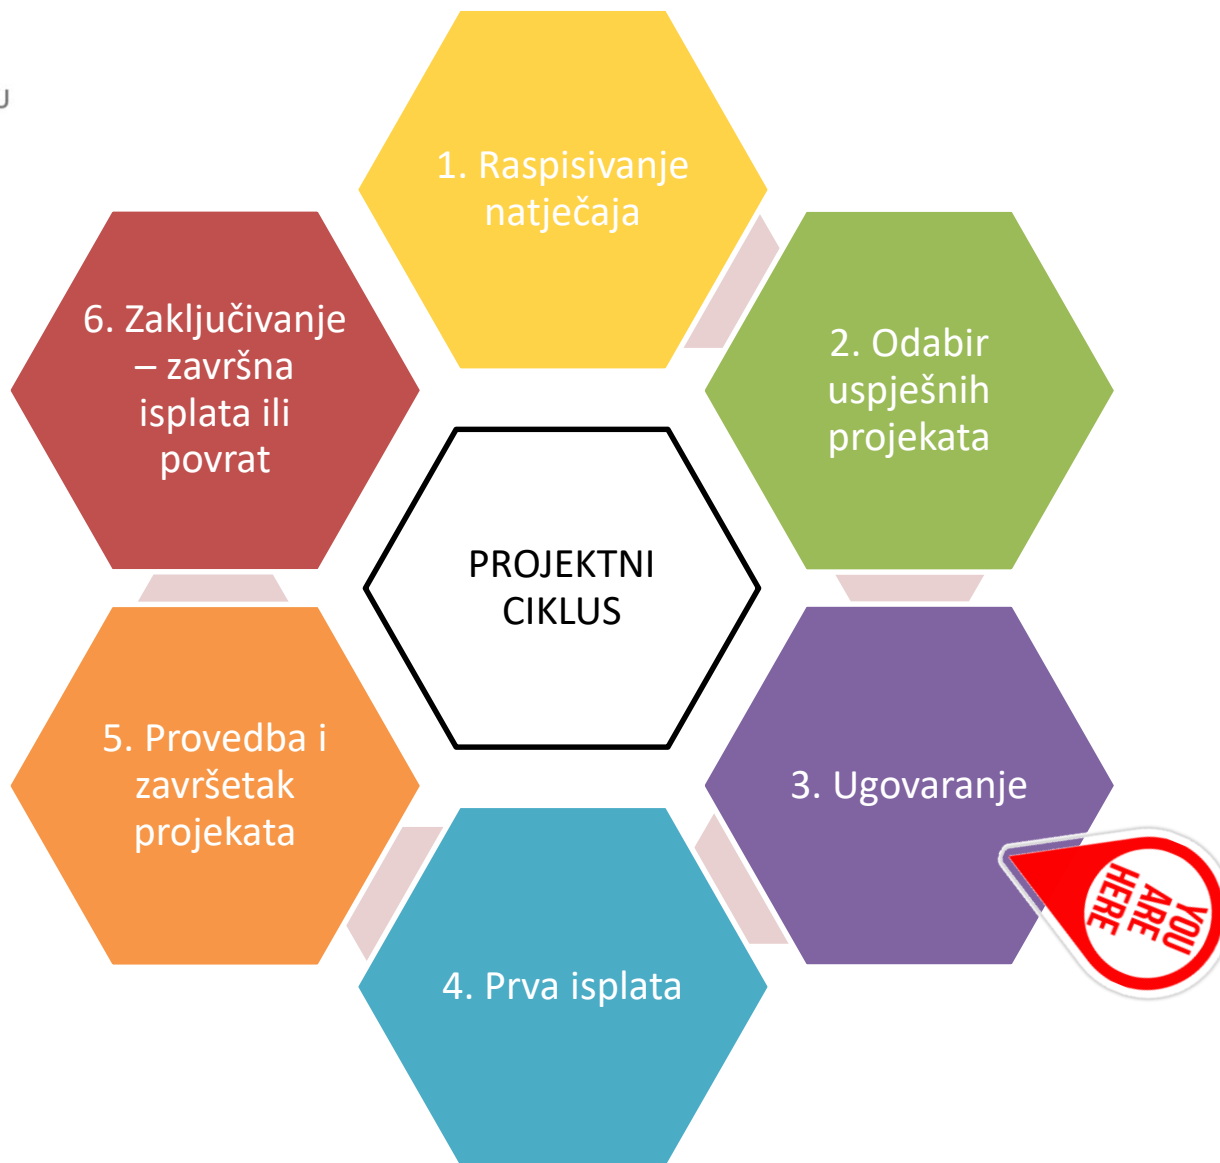 U
1. Raspisivanje
natječaja
2. Odabir
uspješnih
projekata
3. Ugovaranje
YOU
ARE
HERE
4. Prva isplata
5. Provedba i
završetak
projekata
6. Zaključivanje
– završna
isplata ili
povrat
PROJEKTNI
CIKLUS